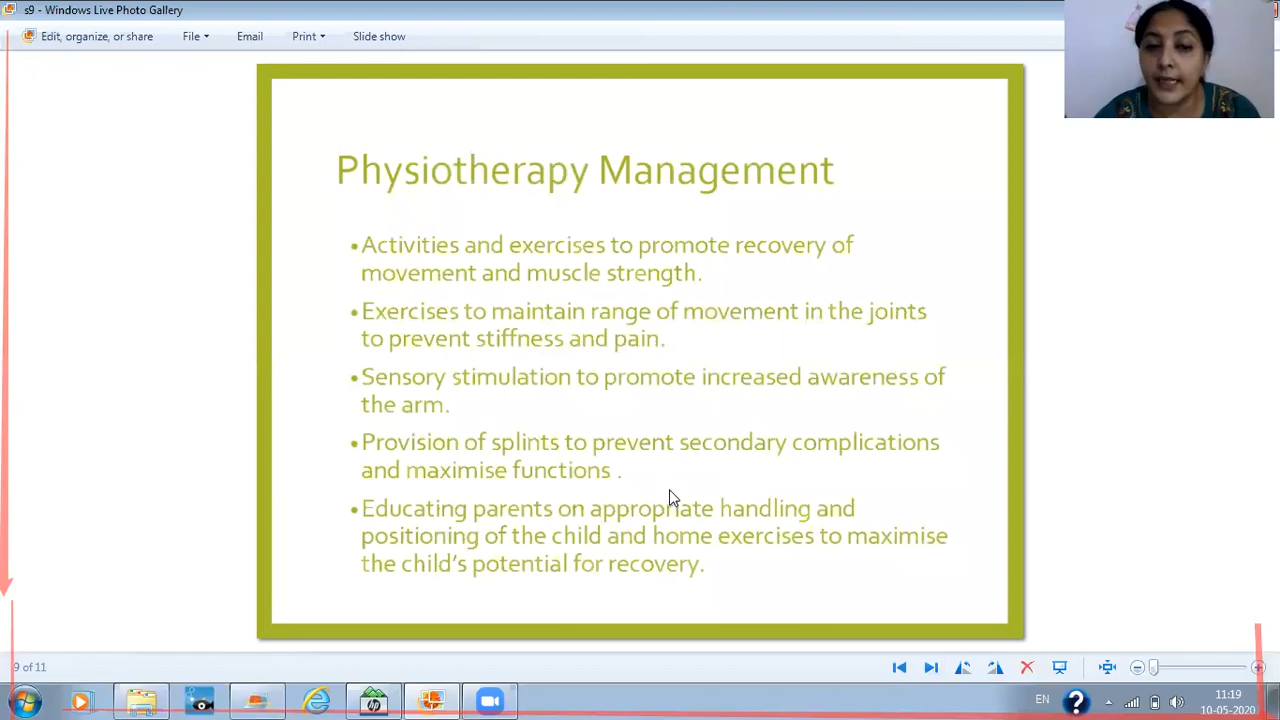 s9 - Windows Live Photo Gallery
Edit, organize, or share File Email Print Slide show
Physiotherapy Management
•Activities and exercises to promote recovery of
movement and muscle strength.
•Exercises to maintain range of movement in the joints
to prevent stiffness and pain.
•Sensory stimulation to promote increased awareness of
the arm.
•Provision of splints to prevent secondary complications
and maximise functions .
•Educating parents on appropriate handling and
positioning of the child and home exercises to maximise
the child's potential for recovery.
9 of 11
EN
11:19
10-05-2020